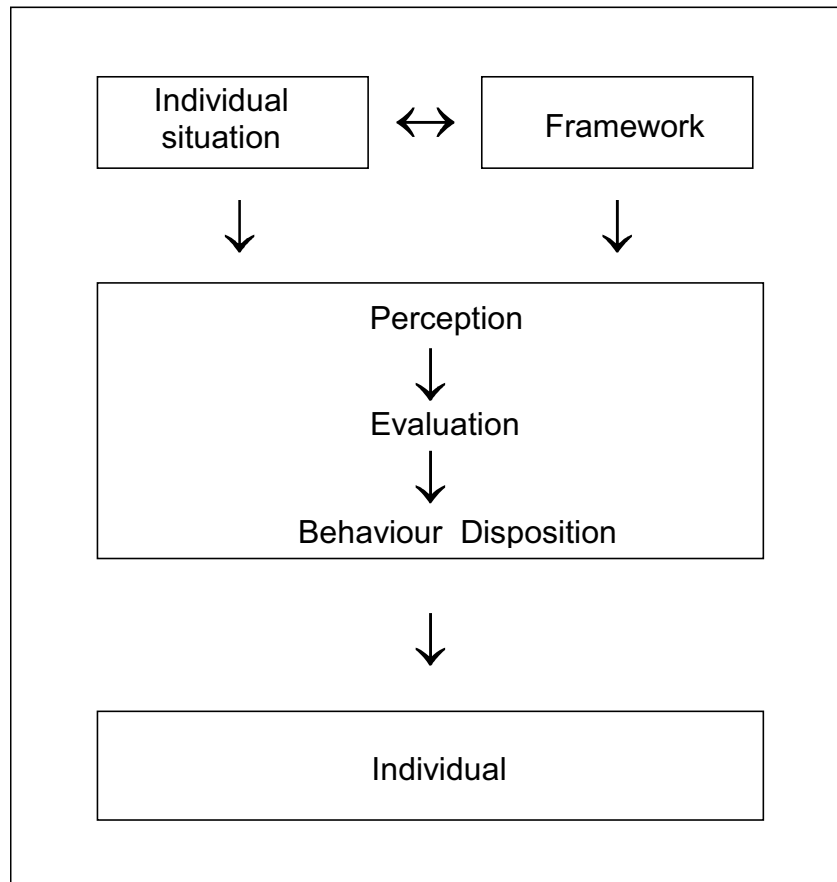 Individual
situation
Framework
Perception
Evaluation
Behaviour Disposition
Individual